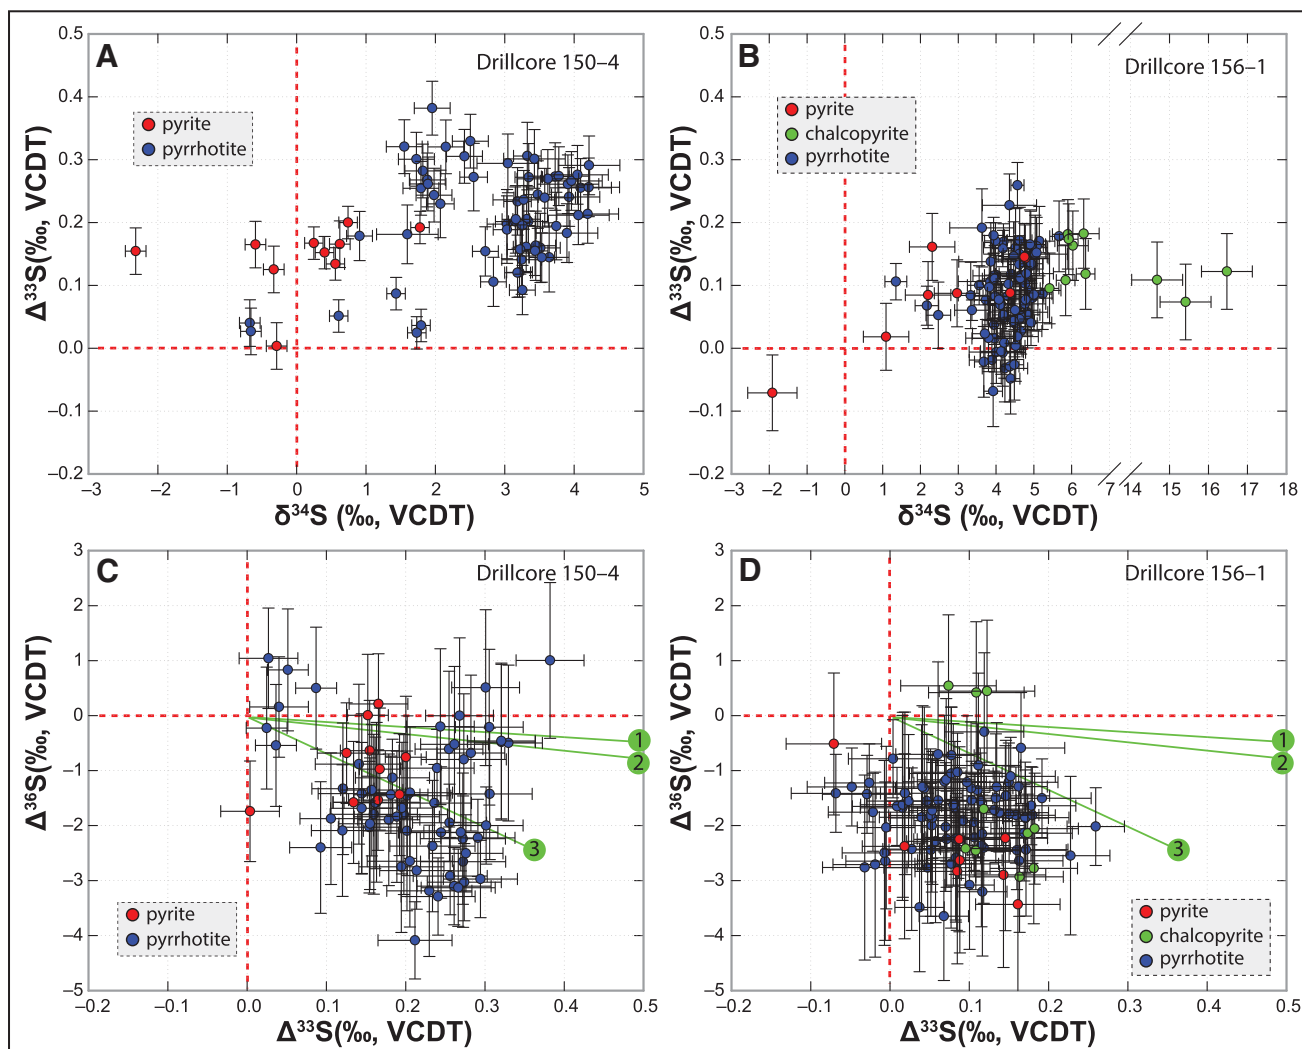 A
Drillcore 150–4
pyrite
pyrrhotite
0.5
0.4
0.3
0.2
0.1
0.0
–0.1
–0.2
Δ³³S(‰, VCDT)
–3 –2 –1 0 1 2 3 4 5
δ³⁴S (‰, VCDT)
B
Drillcore 156–1
pyrite
chalcopyrite
pyrrhotite
0.5
0.4
0.3
0.2
0.1
0.0
–0.1
–0.2
Δ³³S(‰, VCDT)
–3 –2 –1 0 1 2 3 4 5 6 7 14 15 16 17 18
δ³⁴S (‰, VCDT)
C
Drillcore 150–4
3
2
1
0
–1
–2
–3
–4
–5
Δ³⁶S(‰, VCDT)
1
2
3
pyrite
pyrrhotite
–0.2 –0.1 0.0 0.1 0.2 0.3 0.4 0.5
Δ³³S(‰, VCDT)
D
Drillcore 156–1
3
2
1
0
–1
–2
–3
–4
–5
Δ³⁶S(‰, VCDT)
1
2
3
pyrite
chalcopyrite
pyrrhotite
–0.2 –0.1 0.0 0.1 0.2 0.3 0.4 0.5
Δ³³S(‰, VCDT)